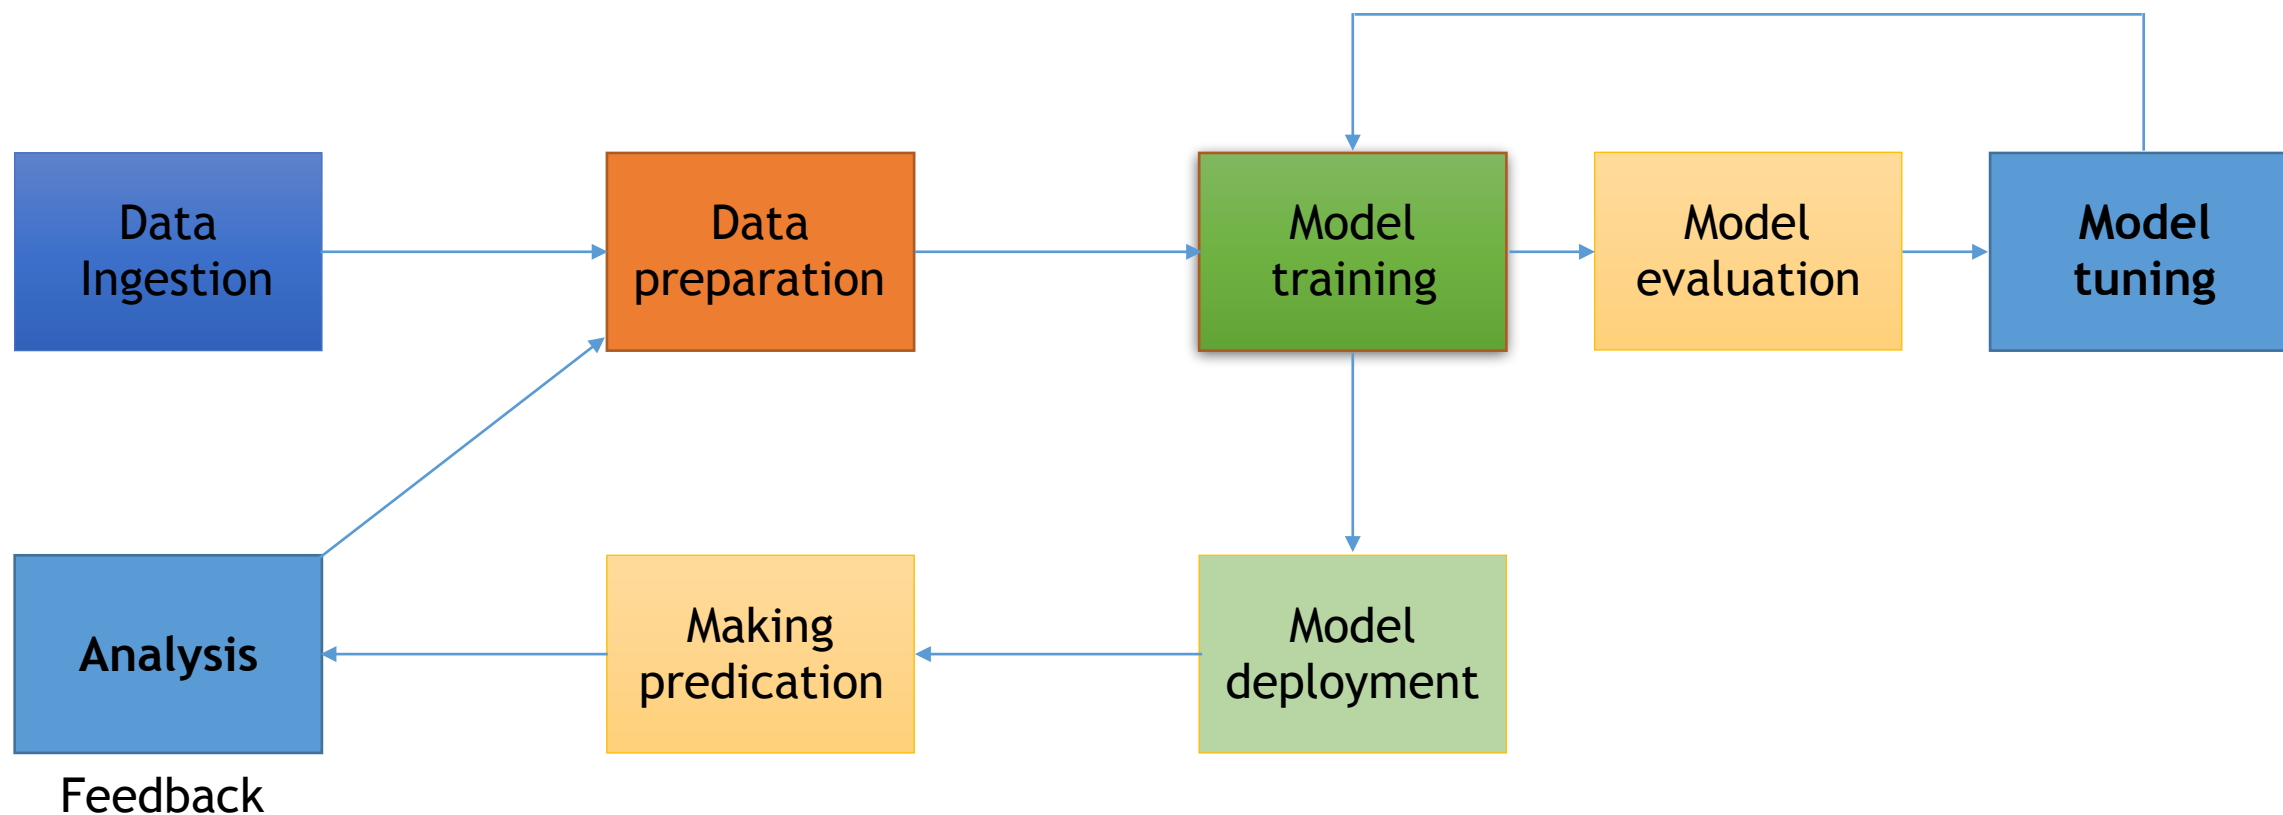 Data
Ingestion
Data
preparation
Model
training
Model
evaluation
Model
tuning
Analysis
Making
predication
Model
deployment
Feedback